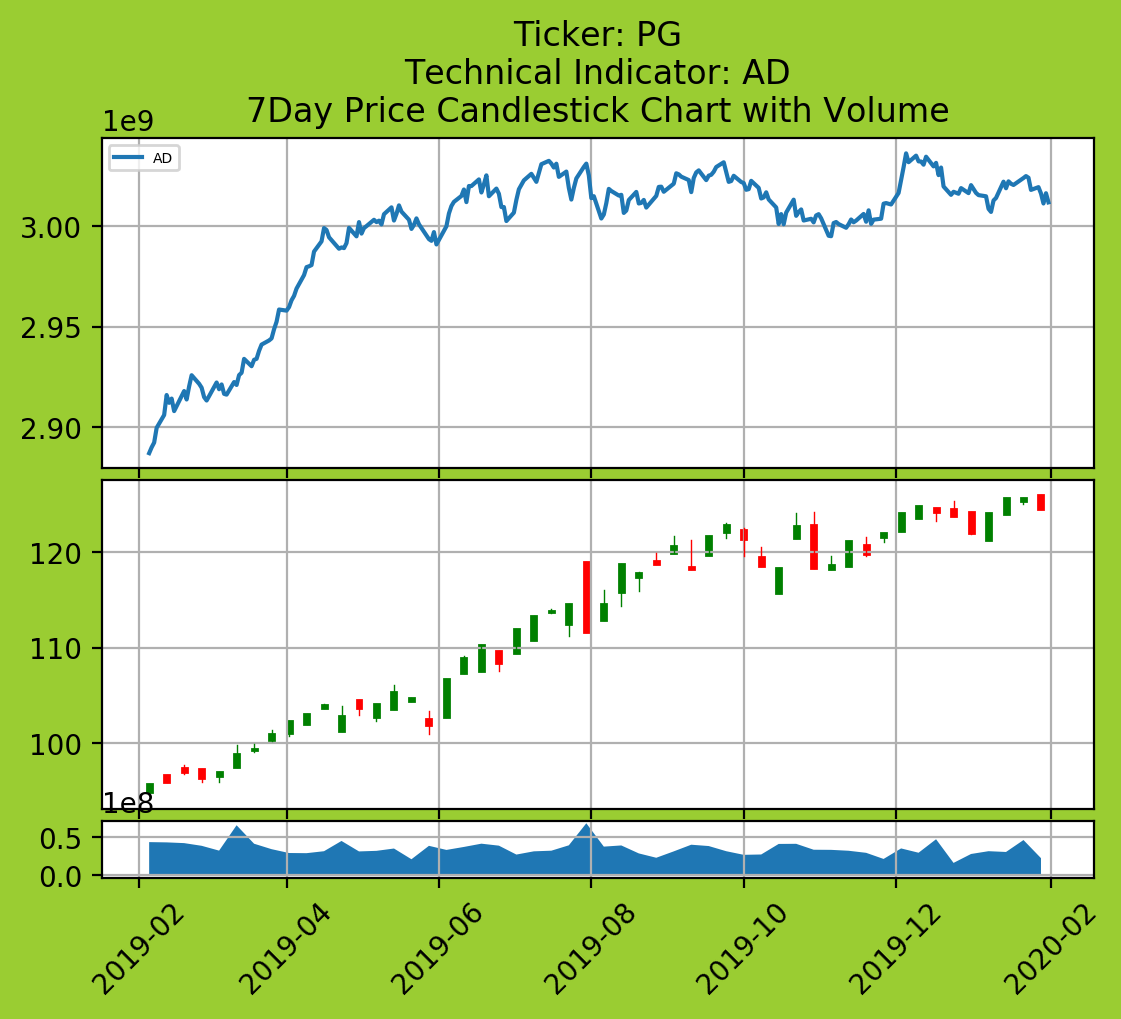 Ticker: PG
Technical Indicator: AD
7Day Price Candlestick Chart with Volume
1e9
AD
3.00
2.95
2.90
120
110
100
1e8
0.5
0.0
2019-02
2019-04
2019-06
2019-08
2019-10
2019-12
2020-02